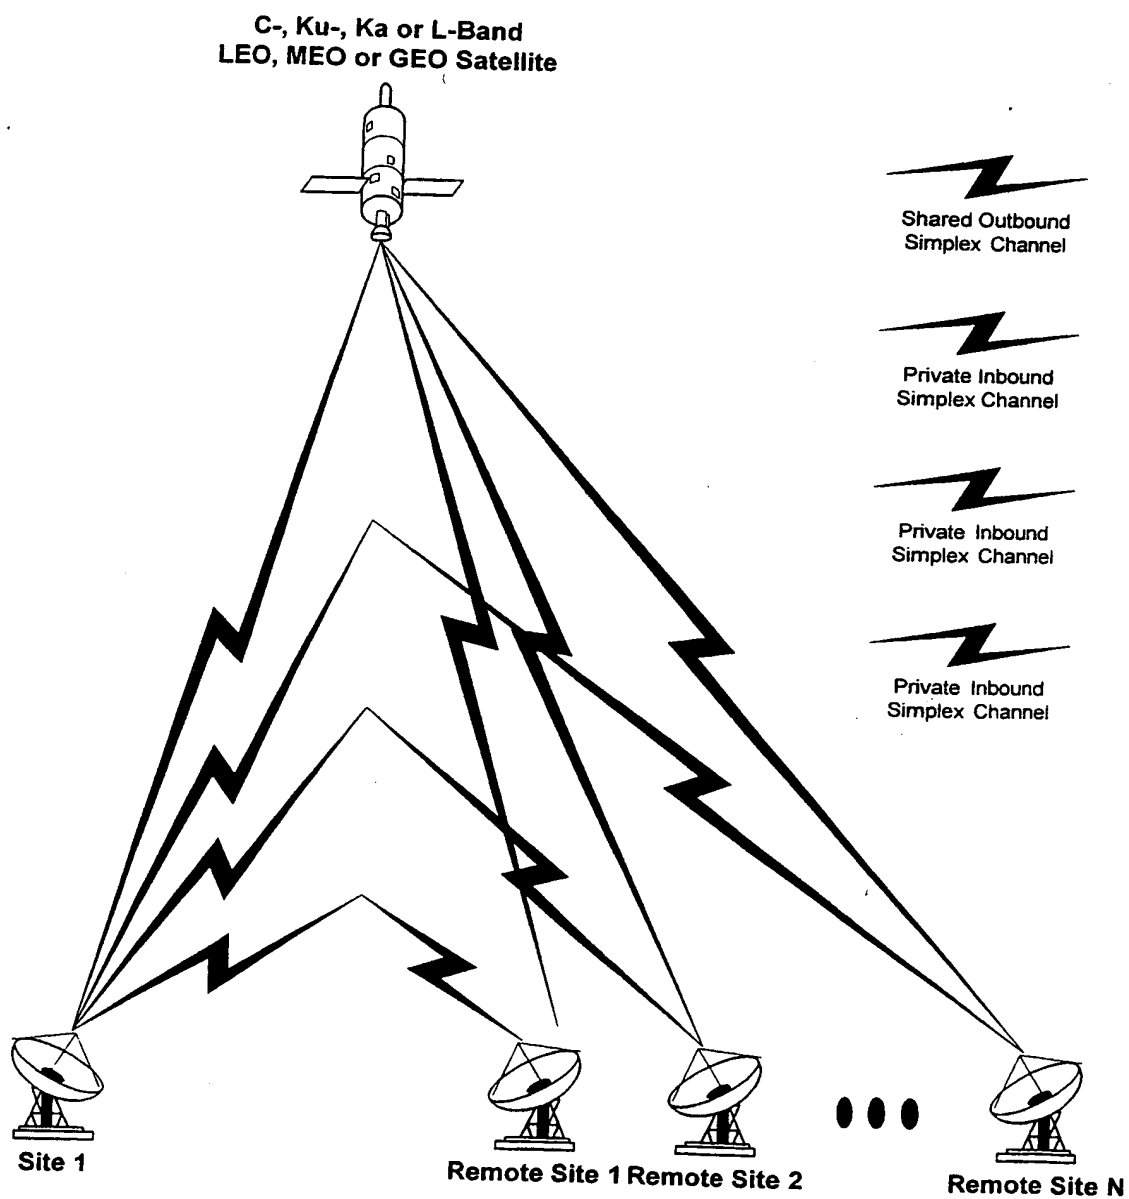 C-, Ku-, Ka or L-Band
LEO, MEO or GEO Satellite
Shared Outbound
Simplex Channel
Private Inbound
Simplex Channel
Private Inbound
Simplex Channel
Private Inbound
Simplex Channel
Site 1
Remote Site 1
Remote Site 2
Remote Site N